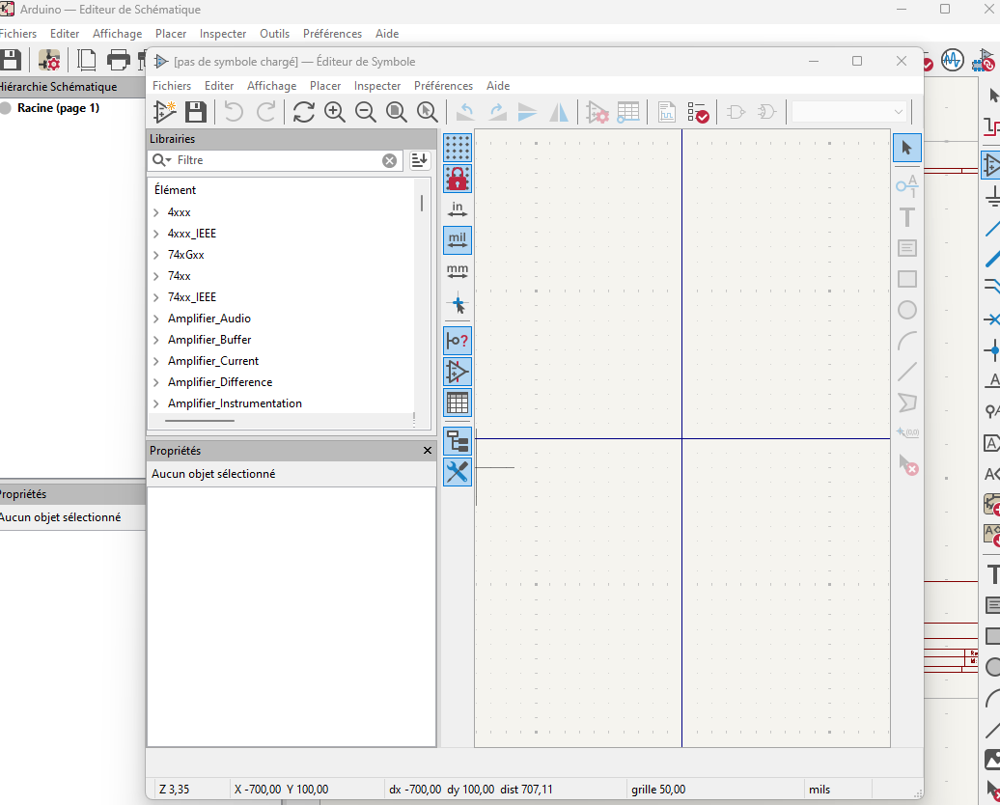 Arduino — Editeur de Schématique
Fichiers Editer Affichage Placer Inspecter Outils Préférences Aide
Hiérarchie Schématique
Racine (page 1)
Propriétés
Aucun objet sélectionné
[pas de symbole chargé] — Éditeur de Symbole
Fichiers Editer Affichage Placer Inspecter Préférences Aide
Librairies
Filtre
Élément
4xxx
4xxx_IEEE
74xGxx
74xx
74xx_IEEE
Amplifier_Audio
Amplifier_Buffer
Amplifier_Current
Amplifier_Difference
Amplifier_Instrumentation
Propriétés
Aucun objet sélectionné
in
mil
mm
Z 3,35 X -700,00 Y 100,00 dx -700,00 dy 100,00 dist 707,11 grille 50,00 mils